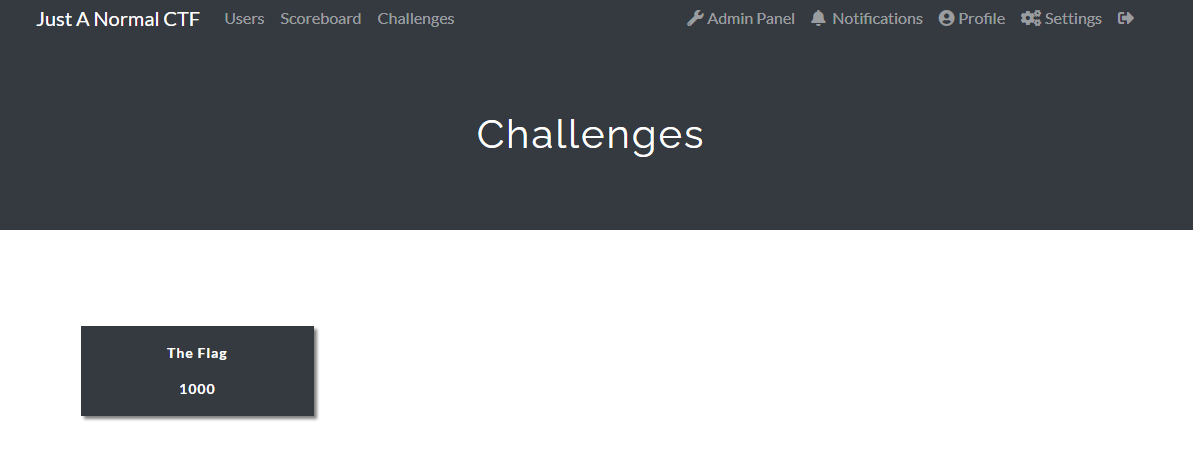 Just A Normal CTF Users Scoreboard Challenges Admin Panel Notifications Profile Settings
Challenges
The Flag
1000